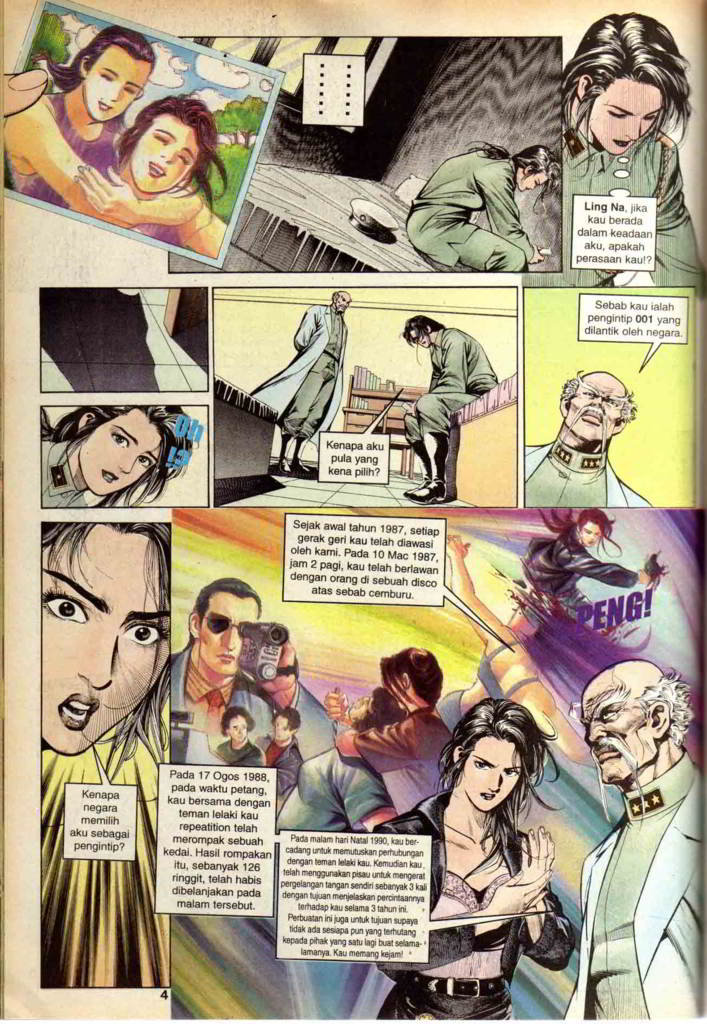 Ling Na, jika
kau berada
dalam keadaan
aku, apakah
perasaan kau!?
Kenapa aku
pula yang
kena pilih?
Sebab kau ialah
pengintip 001 yang
dilantik oleh negara.
Uh
!?
Sejak awal tahun 1987, setiap
gerak geri kau telah diawasi
oleh kami. Pada 10 Mac 1987,
jam 2 pagi, kau telah berlawan
dengan orang di sebuah disco
atas sebab cemburu.
PENG!
Kenapa
negara
memilih
aku sebagai
pengintip?
Pada 17 Ogos 1988,
pada waktu petang,
kau bersama dengan
teman lelaki kau
repeatition telah
merompak sebuah
kedai. Hasil rompakan
itu, sebanyak 126
ringgit, telah habis
dibelanjakan pada
malam tersebut.
Pada malam hari Natal 1990, kau ber-
cadang untuk memutuskan perhubungan
dengan teman lelaki kau. Kemudian kau
telah menggunakan pisau untuk mengerat
pergelangan tangan sendiri sebanyak 3 kali
dengan tujuan menjelaskan percintaannya
terhadap kau selama 3 tahun ini.
Perbuatan ini juga untuk tujuan supaya
tidak ada sesiapa pun yang terhutang
kepada pihak yang satu lagi buat selama-
lamanya. Kau memang kejam!
4